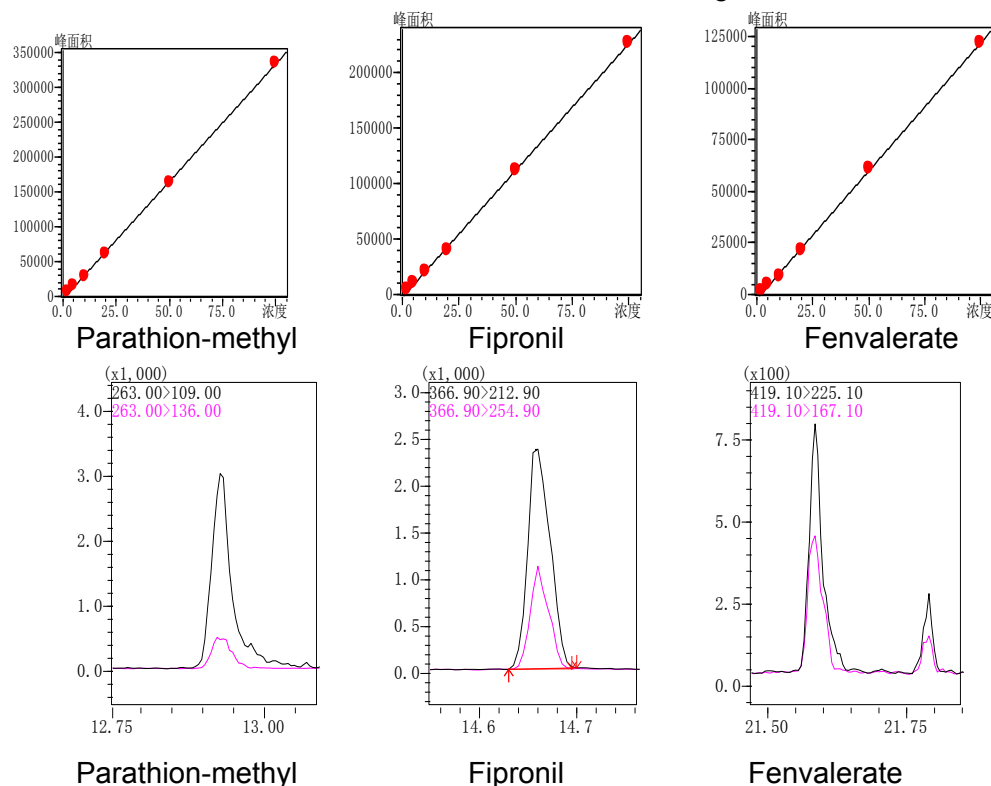 峰面积
350000
300000
250000
200000
150000
100000
50000
0
0.0 25.0 50.0 75.0 浓度
Parathion-methyl
峰面积
200000
150000
100000
50000
0
0.0 25.0 50.0 75.0 浓度
Fipronil
峰面积
125000
100000
75000
50000
25000
0
0.0 25.0 50.0 75.0 浓度
Fenvalerate
(x1,000)
263.00>109.00
263.00>136.00
4.0
3.0
2.0
1.0
0.0
12.75 13.00
Parathion-methyl
(x1,000)
366.90>212.90
366.90>254.90
3.0
2.5
2.0
1.5
1.0
0.5
0.0
14.6 14.7
Fipronil
(x100)
419.10>225.10
419.10>167.10
7.5
5.0
2.5
0.0
21.50 21.75
Fenvalerate